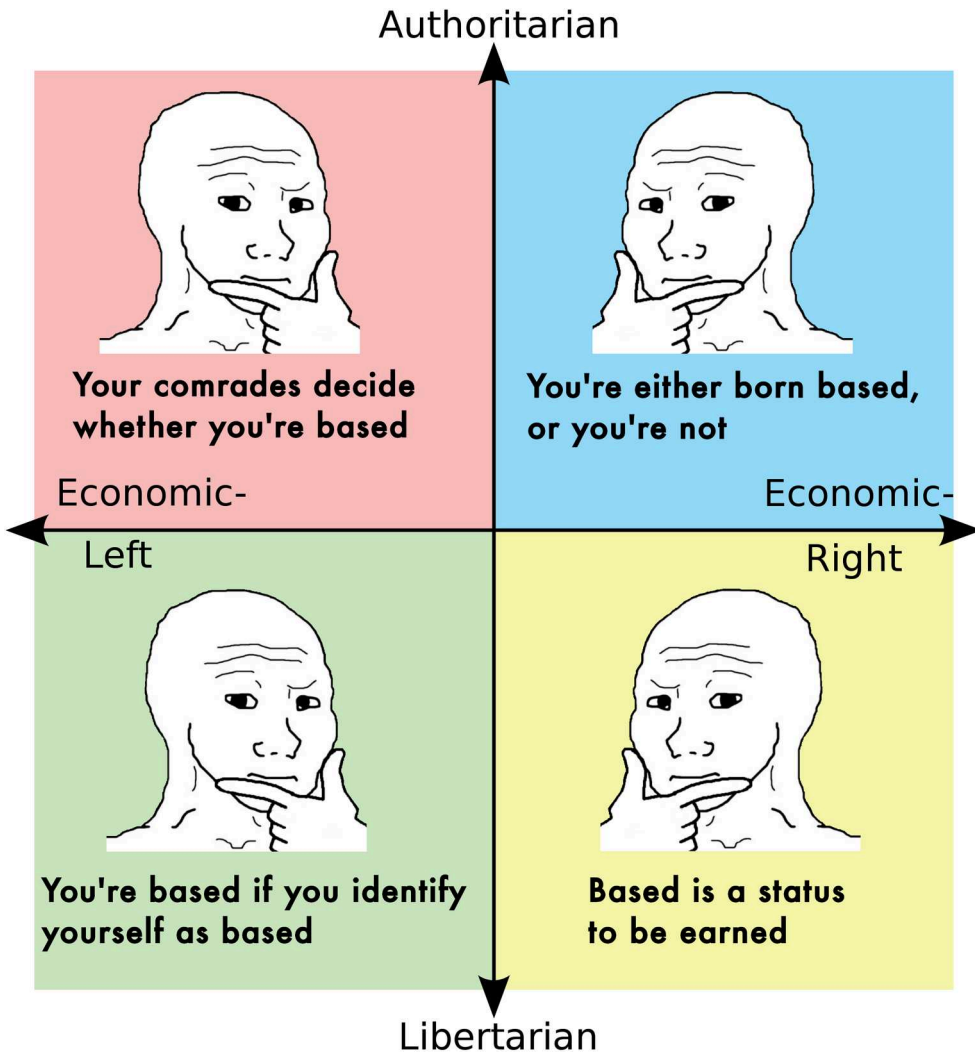 Authoritarian
Your comrades decide
whether you're based
You're either born based,
or you're not
Economic-
Left
Economic-
Right
You're based if you identify
yourself as based
Based is a status
to be earned
Libertarian